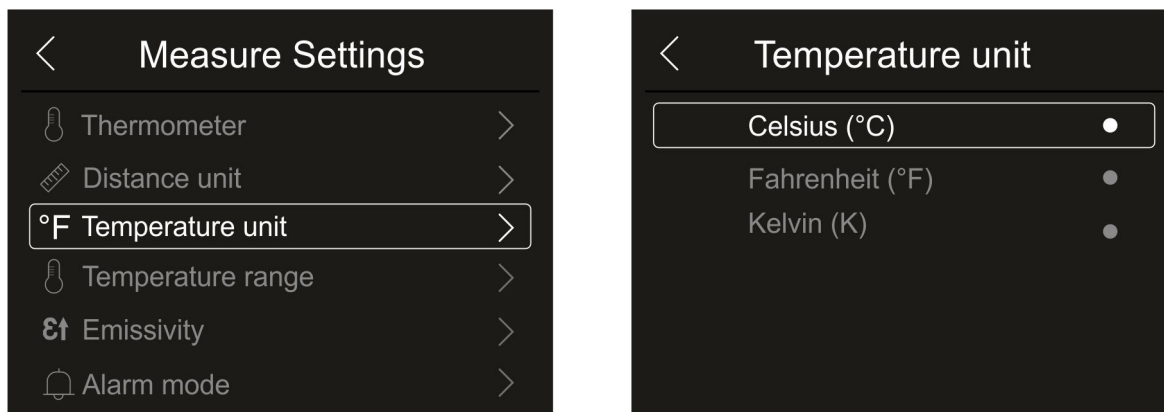 Measure Settings
Thermometer
Distance unit
°F Temperature unit
Temperature range
ε↑ Emissivity
Alarm mode
Temperature unit
Celsius (°C)
Fahrenheit (°F)
Kelvin (K)